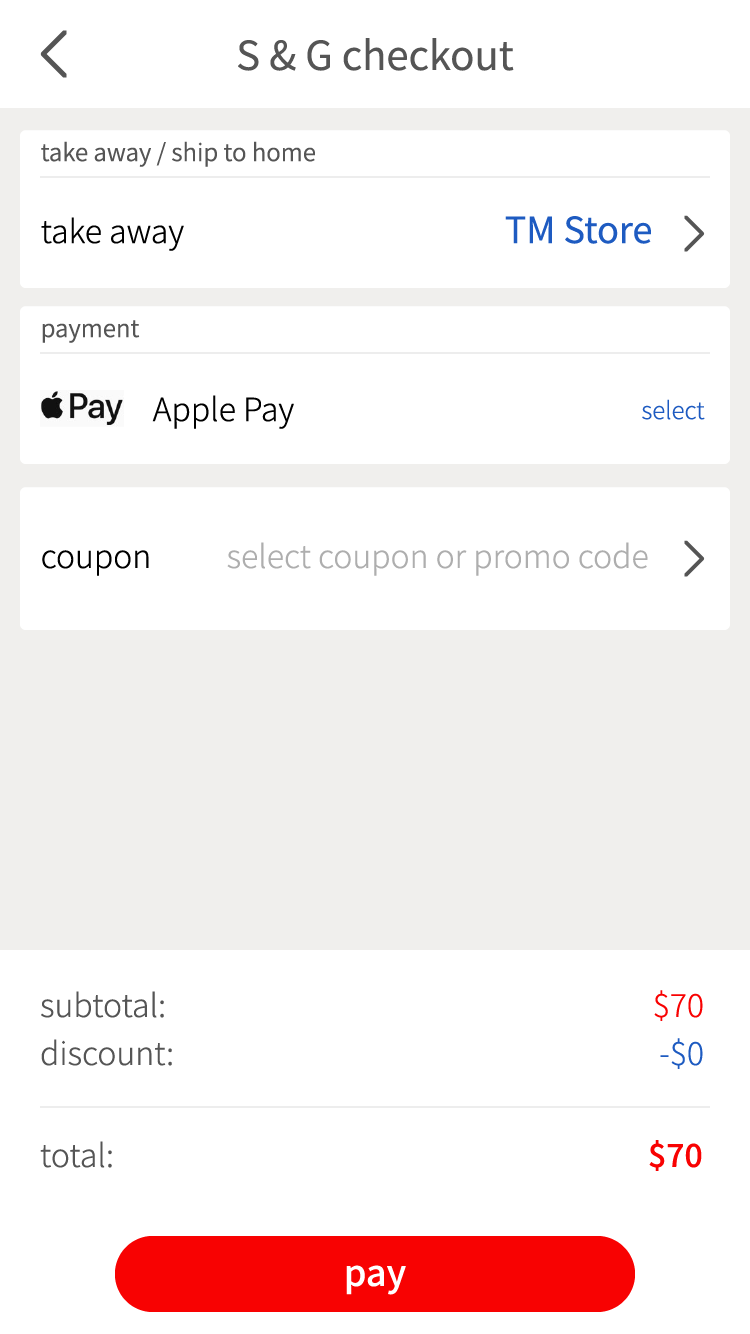 S & G checkout
take away / ship to home
take away TM Store
payment
Pay Apple Pay select
coupon select coupon or promo code
subtotal: $70
discount: -$0
total: $70
pay